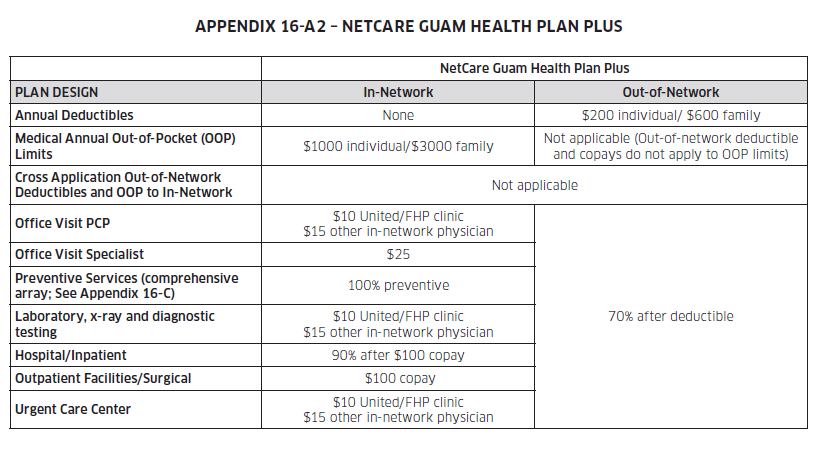 APPENDIX 16-A2 – NETCARE GUAM HEALTH PLAN PLUS
NetCare Guam Health Plan Plus
PLAN DESIGN In-Network Out-of-Network
Annual Deductibles None $200 individual/ $600 family
Medical Annual Out-of-Pocket (OOP)
Limits
$1000 individual/$3000 family
Not applicable (Out-of-network deductible
and copays do not apply to OOP limits)
Cross Application Out-of-Network
Deductibles and OOP to In-Network
Not applicable
Office Visit PCP
$10 United/FHP clinic
$15 other in-network physician
Office Visit Specialist $25
Preventive Services (comprehensive
array; See Appendix 16-C)
100% preventive
Laboratory, x-ray and diagnostic
testing
$10 United/FHP clinic
$15 other in-network physician
70% after deductible
Hospital/Inpatient 90% after $100 copay
Outpatient Facilities/Surgical $100 copay
Urgent Care Center
$10 United/FHP clinic
$15 other in-network physician